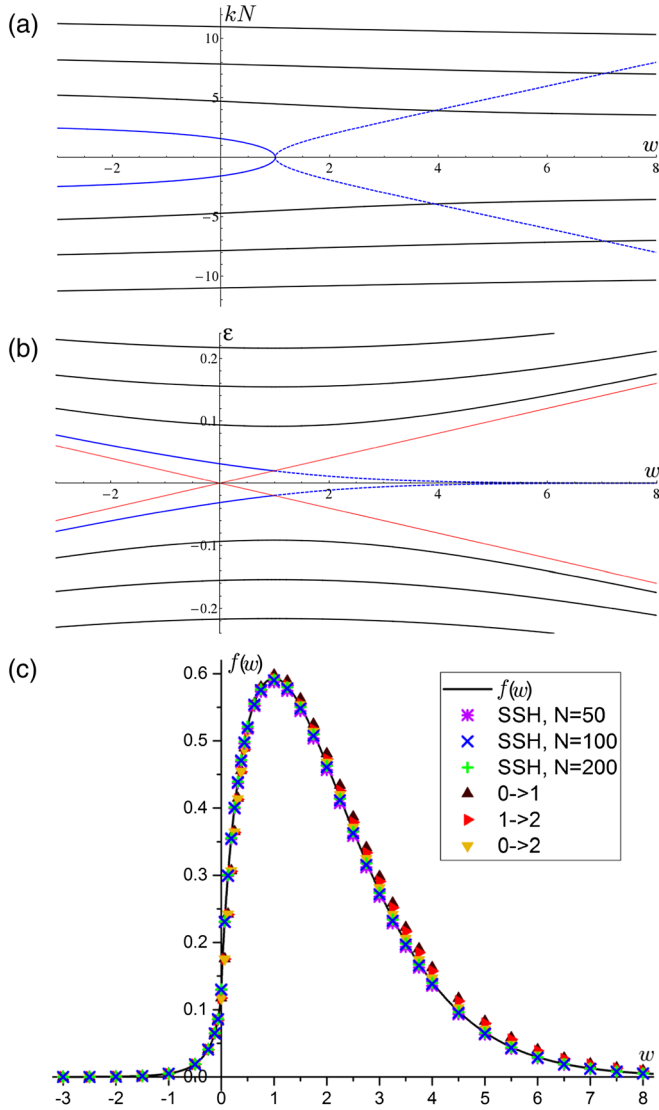 (a)
kN
10
5
w
−2
2
4
6
8
−5
−10
(b)
ε
0.2
0.1
w
−2
2
4
6
8
−0.1
−0.2
(c)
f(w)
0.6
0.5
0.4
0.3
0.2
0.1
0.0
f(w)
SSH, N=50
SSH, N=100
SSH, N=200
0->1
1->2
0->2
w
-3 -2 -1 0 1 2 3 4 5 6 7 8